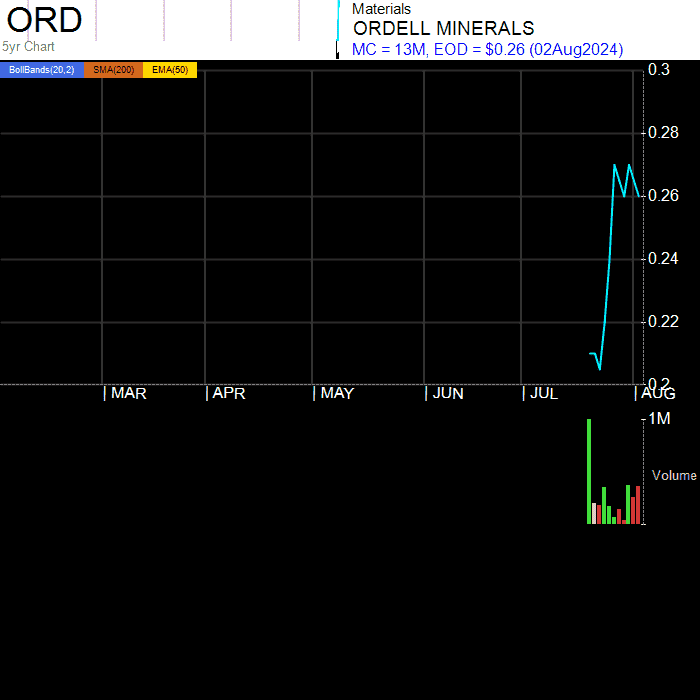 ORD
5yr Chart
Materials
ORDELL MINERALS
MC = 13M, EOD = $0.26 (02Aug2024)
BollBands(20,2) SMA(200) EMA(50)
0.3
0.28
0.26
0.24
0.22
0.2
| MAR | APR | MAY | JUN | JUL | AUG
1M
Volume